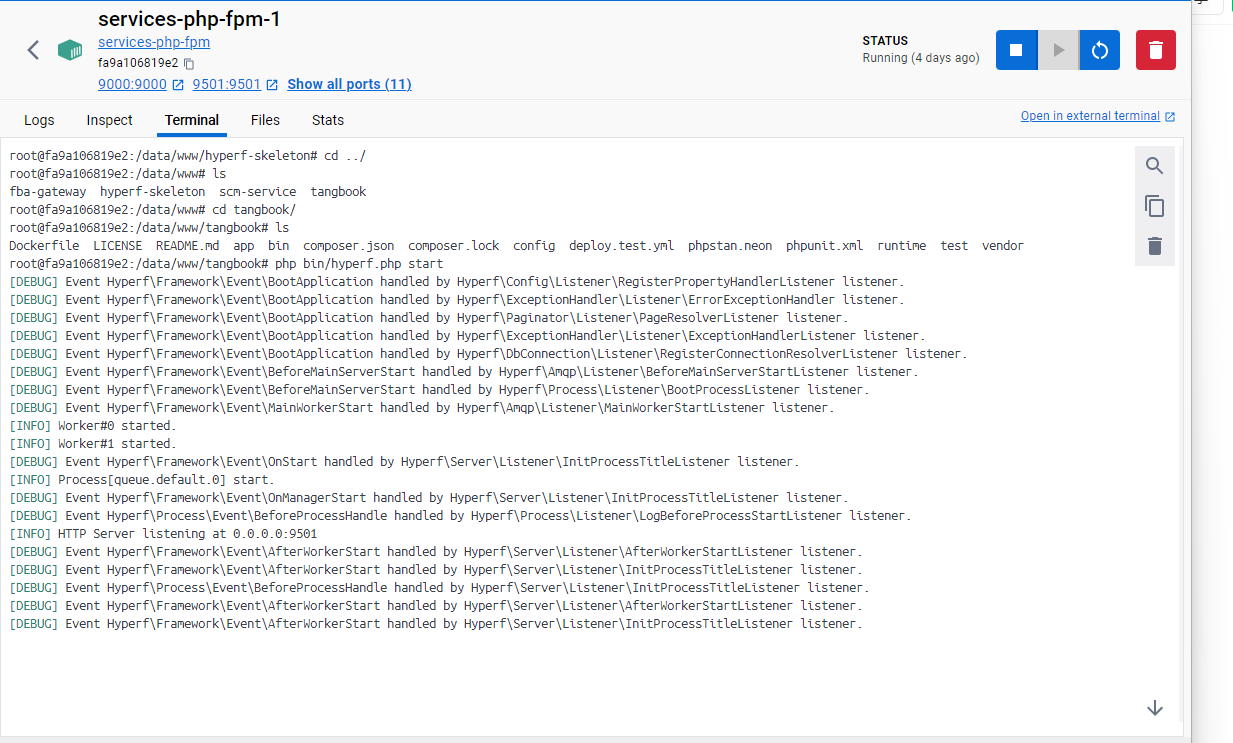 services-php-fpm-1
services-php-fpm
fa9a106819e2
9000:9000 9501:9501 Show all ports (11)
STATUS
Running (4 days ago)
Logs Inspect Terminal Files Stats
Open in external terminal
root@fa9a106819e2:/data/www/hyperf-skeleton# cd ../
root@fa9a106819e2:/data/www# ls
fba-gateway hyperf-skeleton scm-service tangbook
root@fa9a106819e2:/data/www# cd tangbook/
root@fa9a106819e2:/data/www/tangbook# ls
Dockerfile LICENSE README.md app bin composer.json composer.lock config deploy.test.yml phpstan.neon phpunit.xml runtime test vendor
root@fa9a106819e2:/data/www/tangbook# php bin/hyperf.php start
[DEBUG] Event Hyperf\Framework\Event\BootApplication handled by Hyperf\Config\Listener\RegisterPropertyHandlerListener listener.
[DEBUG] Event Hyperf\Framework\Event\BootApplication handled by Hyperf\ExceptionHandler\Listener\ErrorExceptionHandler listener.
[DEBUG] Event Hyperf\Framework\Event\BootApplication handled by Hyperf\Paginator\Listener\PageResolverListener listener.
[DEBUG] Event Hyperf\Framework\Event\BootApplication handled by Hyperf\ExceptionHandler\Listener\ExceptionHandlerListener listener.
[DEBUG] Event Hyperf\Framework\Event\BootApplication handled by Hyperf\DbConnection\Listener\RegisterConnectionResolverListener listener.
[DEBUG] Event Hyperf\Framework\Event\BeforeMainServerStart handled by Hyperf\Amqp\Listener\BeforeMainServerStartListener listener.
[DEBUG] Event Hyperf\Framework\Event\BeforeMainServerStart handled by Hyperf\Process\Listener\BootProcessListener listener.
[DEBUG] Event Hyperf\Framework\Event\MainWorkerStart handled by Hyperf\Amqp\Listener\MainWorkerStartListener listener.
[INFO] Worker#0 started.
[INFO] Worker#1 started.
[DEBUG] Event Hyperf\Framework\Event\OnStart handled by Hyperf\Server\Listener\InitProcessTitleListener listener.
[INFO] Process[queue.default.0] start.
[DEBUG] Event Hyperf\Framework\Event\OnManagerStart handled by Hyperf\Server\Listener\InitProcessTitleListener listener.
[DEBUG] Event Hyperf\Process\Event\BeforeProcessHandle handled by Hyperf\Process\Listener\LogBeforeProcessStartListener listener.
[INFO] HTTP Server listening at 0.0.0.0:9501
[DEBUG] Event Hyperf\Framework\Event\AfterWorkerStart handled by Hyperf\Server\Listener\AfterWorkerStartListener listener.
[DEBUG] Event Hyperf\Framework\Event\AfterWorkerStart handled by Hyperf\Server\Listener\InitProcessTitleListener listener.
[DEBUG] Event Hyperf\Process\Event\BeforeProcessHandle handled by Hyperf\Server\Listener\InitProcessTitleListener listener.
[DEBUG] Event Hyperf\Framework\Event\AfterWorkerStart handled by Hyperf\Server\Listener\AfterWorkerStartListener listener.
[DEBUG] Event Hyperf\Framework\Event\AfterWorkerStart handled by Hyperf\Server\Listener\InitProcessTitleListener listener.